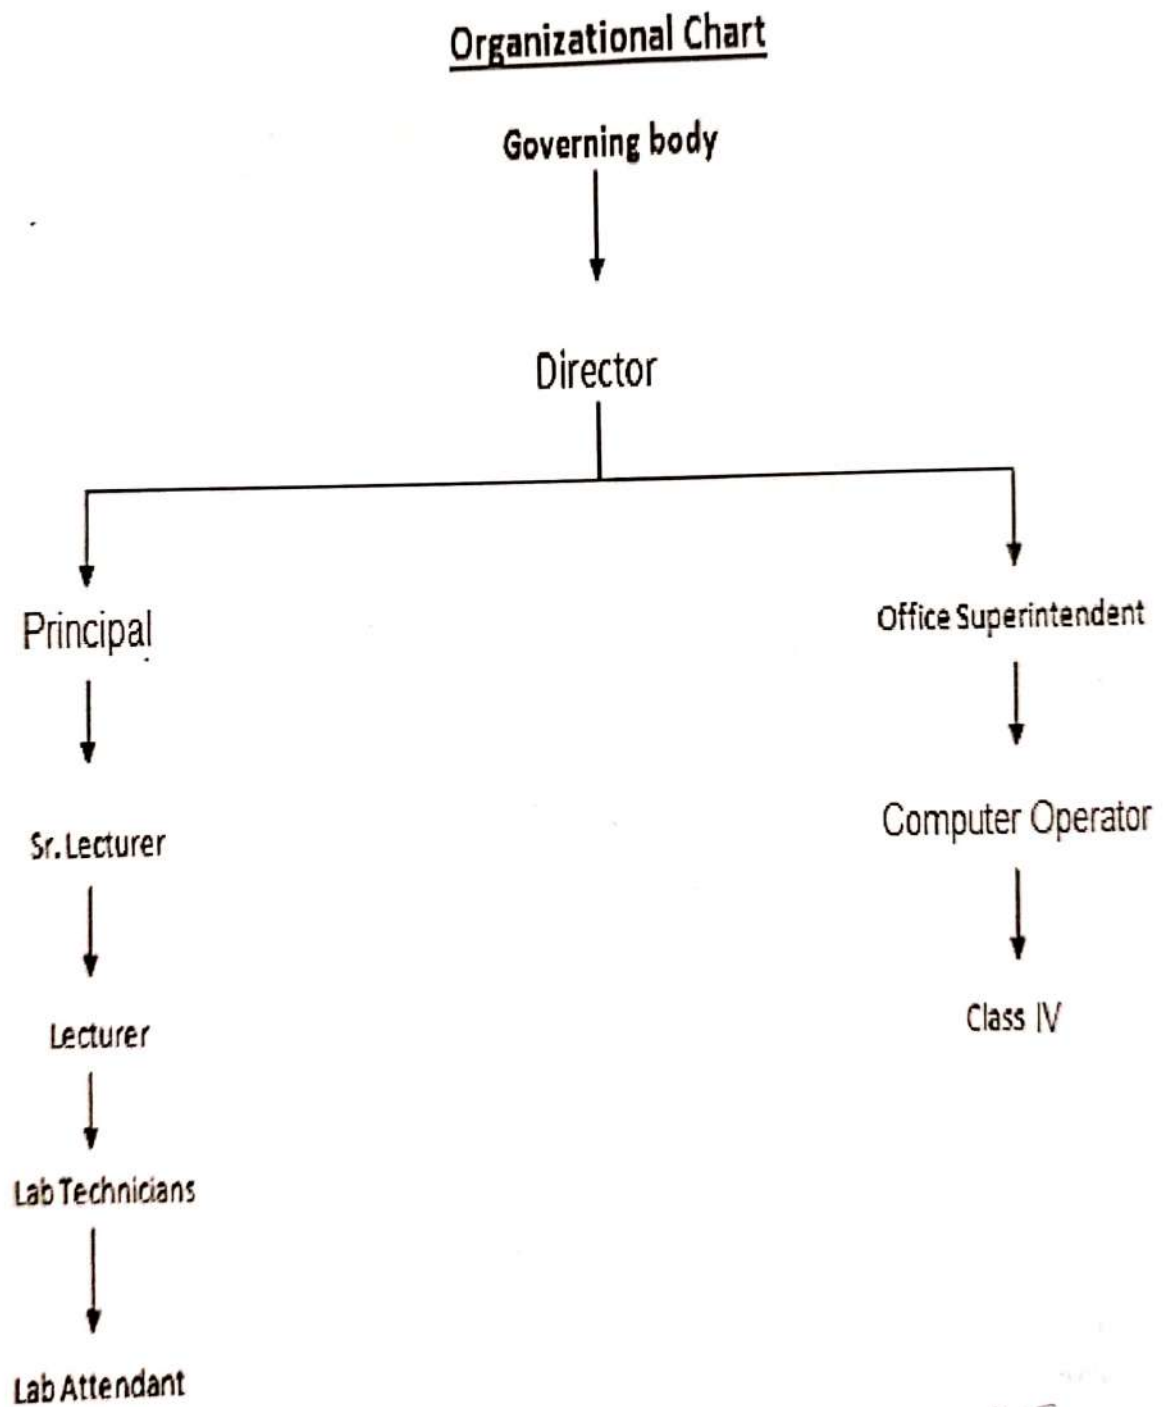 Organizational Chart
Governing body
Director
Principal
Office Superintendent
Sr. Lecturer
Computer Operator
Lecturer
Class IV
Lab Technicians
Lab Attendant